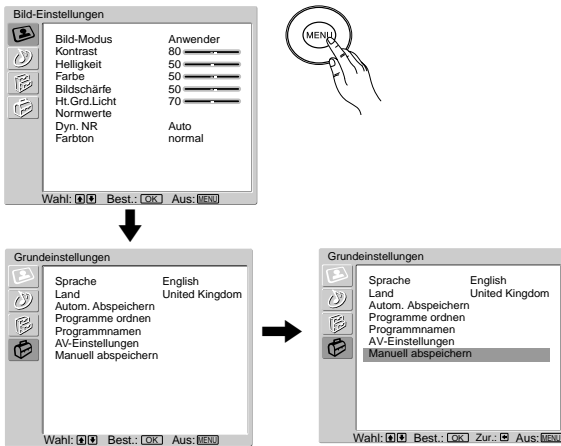 Bild-Einstellungen
Bild-Modus Anwender
Kontrast 80
Helligkeit 50
Farbe 50
Bildschärfe 50
Ht.Grd.Licht 70
Normwerte
Dyn. NR Auto
Farbton normal
Wahl: Best.: OK Aus: MENU
MENU
Grundeinstellungen
Sprache English
Land United Kingdom
Autom. Abspeichern
Programme ordnen
Programmnamen
AV-Einstellungen
Manuell abspeichern
Wahl: Best.: OK Aus: MENU
Grundeinstellungen
Sprache English
Land United Kingdom
Autom. Abspeichern
Programme ordnen
Programmnamen
AV-Einstellungen
Manuell abspeichern
Wahl: Best.: OK Zur.: Aus: MENU